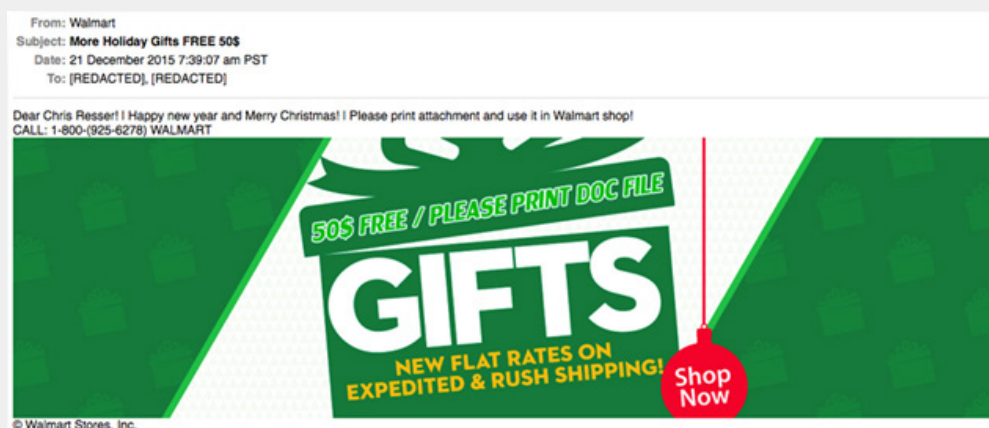 From: Walmart
Subject: More Holiday Gifts FREE 50$
Date: 21 December 2015 7:39:07 am PST
To: [REDACTED], [REDACTED]
Dear Chris Resser! I Happy new year and Merry Christmas! I Please print attachment and use it in Walmart shop!
CALL: 1-800-(925-6278) WALMART
50$ FREE / PLEASE PRINT DOC FILE
GIFTS
NEW FLAT RATES ON
EXPEDITED & RUSH SHIPPING!
Shop
Now
© Walmart Stores, Inc.